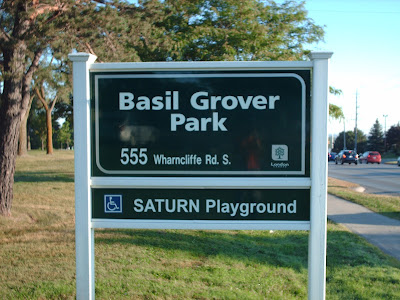 Basil Grover
Park
555 Wharncliffe Rd. S.
London
SATURN Playground